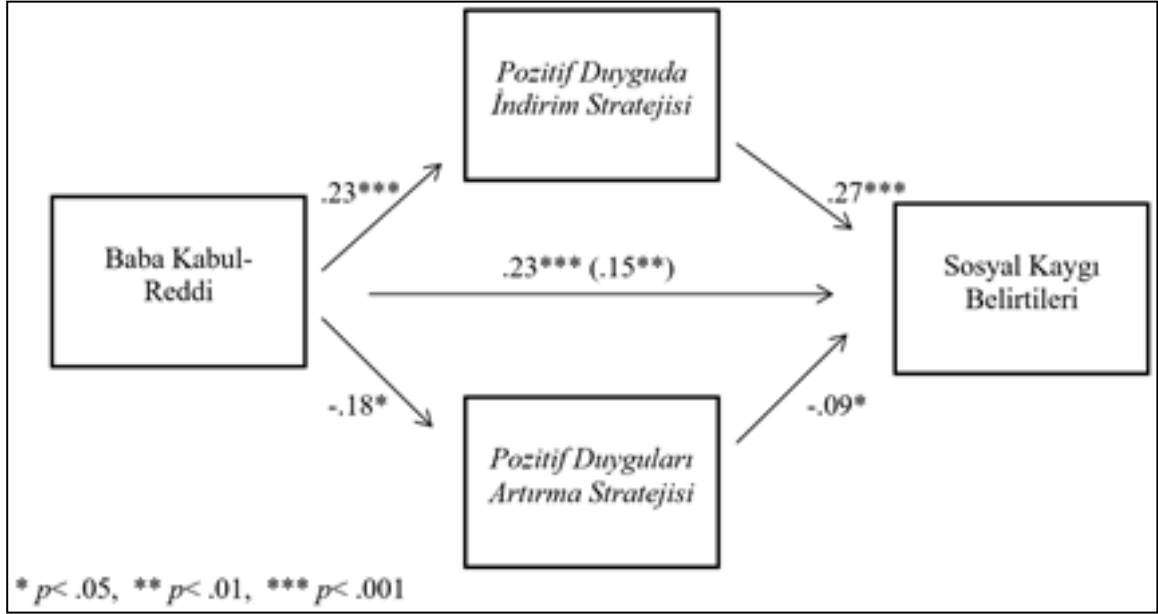 Pozitif Duyguda
İndirim Stratejisi
.23***
.27***
Baba Kabul-
Reddi
.23*** (.15**)
Sosyal Kaygı
Belirtileri
-.18*
-.09*
Pozitif Duyguları
Artırma Stratejisi
* p< .05, ** p< .01, *** p< .001